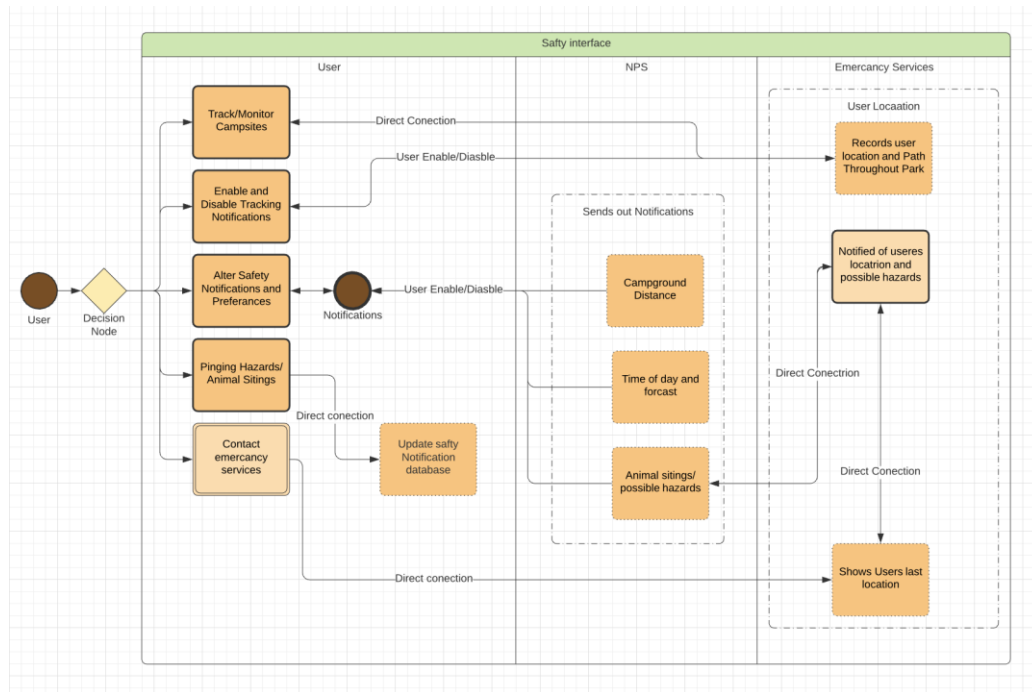 Safty interface
User
NPS
Emercancy Services
User
Decision
Node
Track/Monitor
Campsites
Enable and
Disable Tracking
Notifications
Alter Safety
Notifications and
Preferances
Notifications
Pinging Hazards/
Animal Sitings
Contact
emercancy
services
Direct conection
Update safty
Notification
database
Direct Conection
User Enable/Diasble
User Enable/Diasble
Direct conection
Sends out Notifications
Campground
Distance
Time of day and
forcast
Animal sitings/
possible hazards
User Locaation
Records user
location and Path
Throughout Park
Notified of useres
locatrion and
possible hazards
Direct Conectrion
Direct Conection
Shows Users last
location